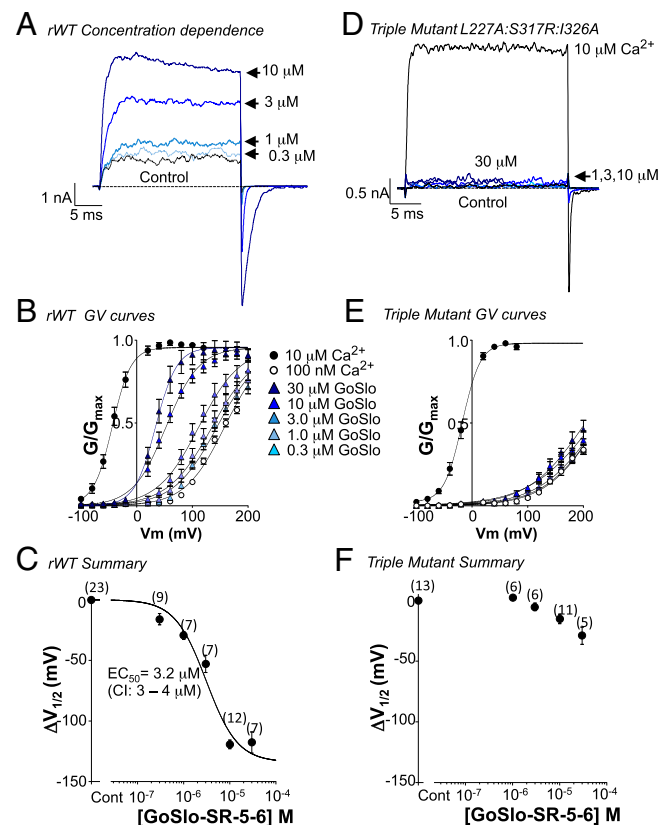 A rWT Concentration dependence
10 μM
3 μM
1 μM
0.3 μM
Control
1 nA
5 ms
D Triple Mutant L227A:S317R:I326A
10 μM Ca2+
30 μM
1,3,10 μM
Control
0.5 nA
5 ms
B rWT GV curves
1.0
0.5
G/Gmax
-100 0 100 200
Vm (mV)
10 μM Ca2+
100 nM Ca2+
30 μM GoSlo
10 μM GoSlo
3.0 μM GoSlo
1.0 μM GoSlo
0.3 μM GoSlo
E Triple Mutant GV curves
1.0
0.5
G/Gmax
-100 0 100 200
Vm (mV)
C rWT Summary
(23)
(9)
(7)
(7)
(12)
(7)
0
-50
-100
-150
ΔV1/2 (mV)
EC50= 3.2 μM
(CI: 3 – 4 μM)
Cont 10-7 10-6 10-5 10-4
[GoSlo-SR-5-6] M
F Triple Mutant Summary
(13)
(6)
(6)
(11)
(5)
0
-50
-100
-150
ΔV1/2 (mV)
Cont 10-7 10-6 10-5 10-4
[GoSlo-SR-5-6] M